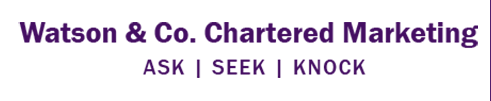 Watson & Co. Chartered Marketing
ASK | SEEK | KNOCK